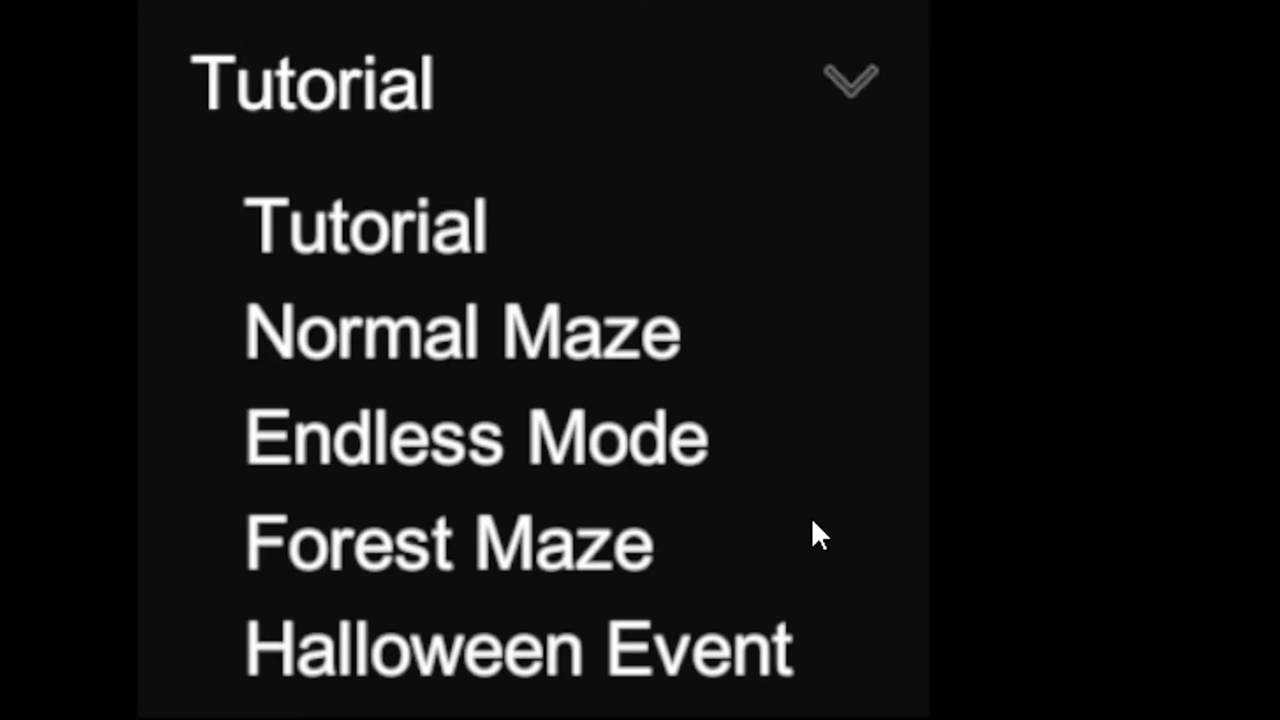 Tutorial
Tutorial
Normal Maze
Endless Mode
Forest Maze
Halloween Event